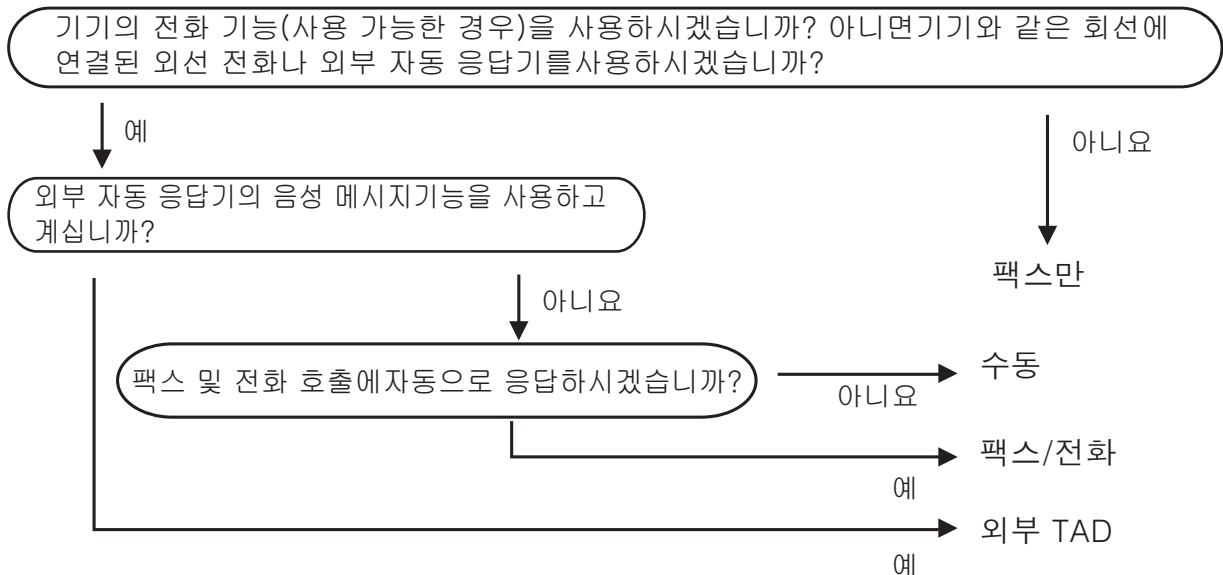 기기의 전화 기능(사용 가능한 경우)을 사용하시겠습니까? 아니면기기와 같은 회선에
연결된 외선 전화나 외부 자동 응답기를사용하시겠습니까?
예
아니요
외부 자동 응답기의 음성 메시지기능을 사용하고
계십니까?
팩스만
아니요
팩스 및 전화 호출에자동으로 응답하시겠습니까?
수동
아니요
팩스/전화
예
외부 TAD
예